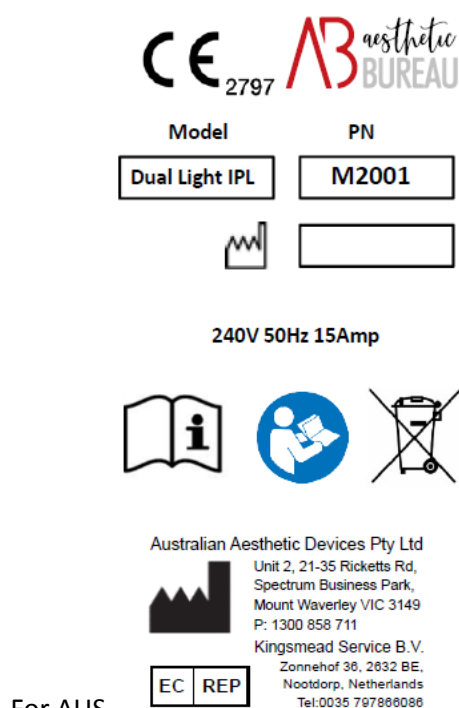 CE 2797
AB aesthetic
BUREAU
Model PN
Dual Light IPL M2001
240V 50Hz 15Amp
i
Australian Aesthetic Devices Pty Ltd
Unit 2, 21-35 Ricketts Rd,
Spectrum Business Park,
Mount Waverley VIC 3149
P: 1300 858 711
Kingsmead Service B.V.
Zonnehof 36, 2632 BE,
Nootdorp, Netherlands
Tel:0035 797866086
EC REP
For AUS